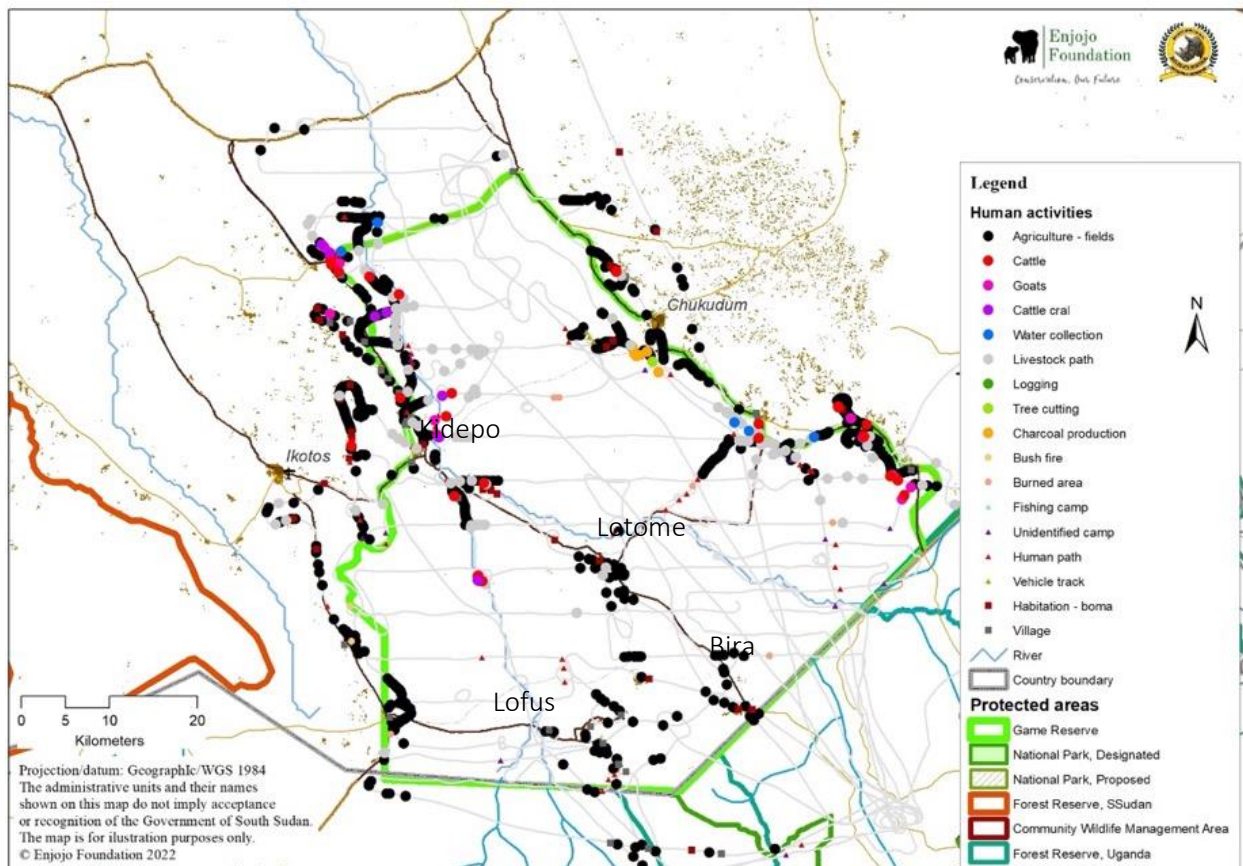 Enjojo
Foundation
Conservation, Our Future
Legend
Human activities
Agriculture - fields
Cattle
Goats
Cattle cral
Water collection
Livestock path
Logging
Tree cutting
Charcoal production
Bush fire
Burned area
Fishing camp
Unidentified camp
Human path
Vehicle track
Habitation - boma
Village
River
Country boundary
Protected areas
Game Reserve
National Park, Designated
National Park, Proposed
Forest Reserve, SSudan
Community Wildlife Management Area
Forest Reserve, Uganda
N
Chukudum
Kidepo
Ikotos
Lotome
Bira
Lofus
0 5 10 20
Kilometers
Projection/datum: Geographic/WGS 1984
The administrative units and their names
shown on this map do not imply acceptance
or recognition of the Government of South Sudan.
The map is for ilustration purposes only.
© Enjojo Foundation 2022